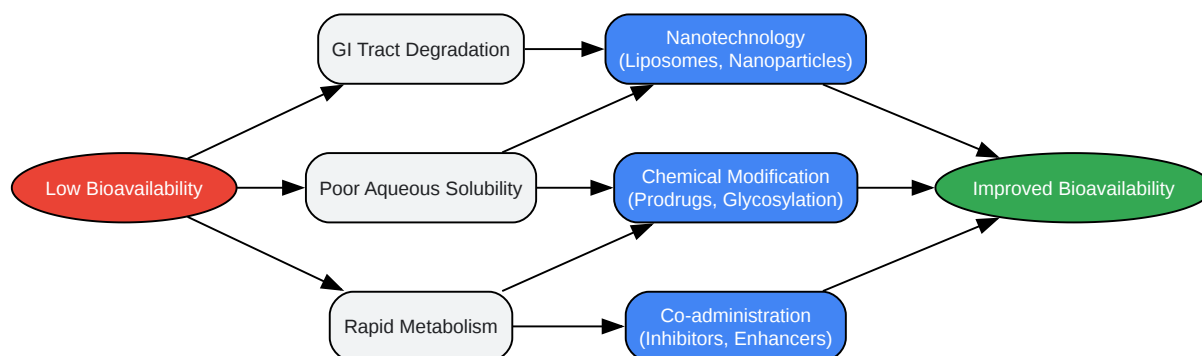 GI Tract Degradation
Nanotechnology
(Liposomes, Nanoparticles)
Low Bioavailability
Poor Aqueous Solubility
Chemical Modification
(Prodrugs, Glycosylation)
Improved Bioavailability
Rapid Metabolism
Co-administration
(Inhibitors, Enhancers)